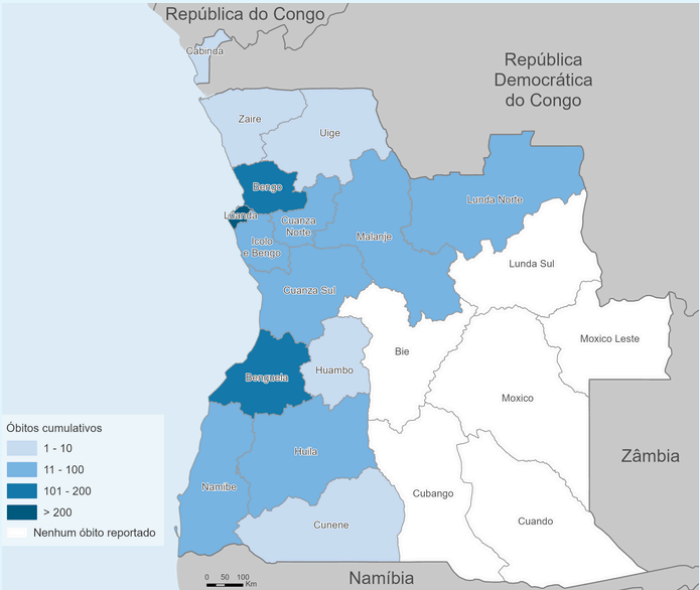 República do Congo
Cabinda
República
Democrática
do Congo
Zaire
Uige
Bengo
Lunda Norte
Luanda
Cuanza
Norte
Malanje
Icolo
e Bengo
Lunda Sul
Cuanza Sul
Moxico Leste
Bie
Huambo
Benguela
Moxico
Óbitos cumulativos
1 - 10
11 - 100
101 - 200
> 200
Nenhum óbito reportado
Huila
Zâmbia
Namibe
Cubango
Cunene
Cuando
0 50 100
Km
Namíbia